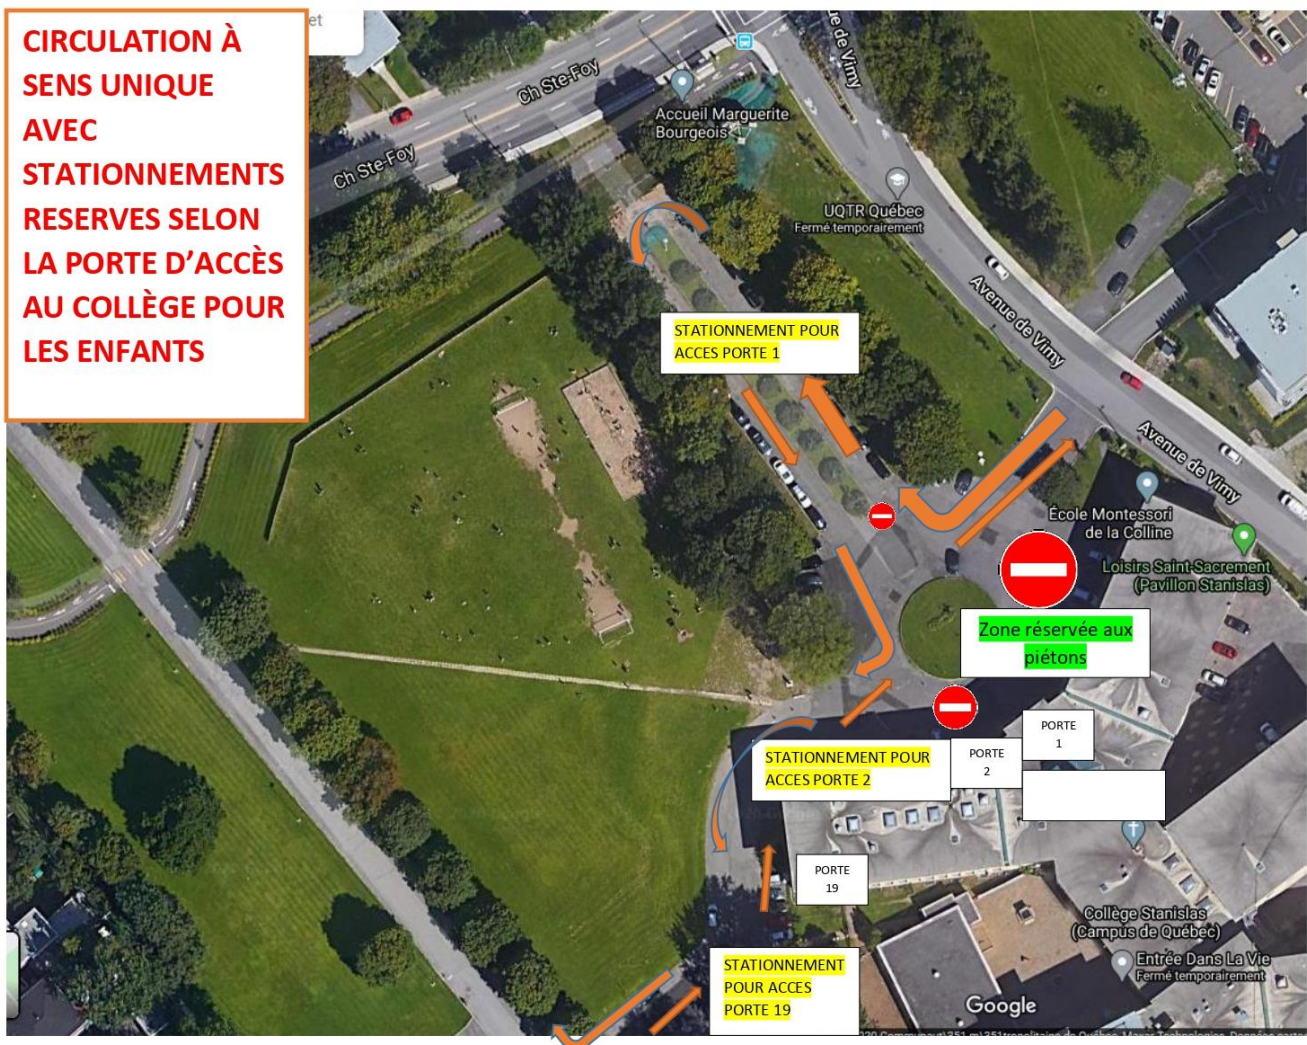 CIRCULATION À
SENS UNIQUE
AVEC
STATIONNEMENTS
RESERVES SELON
LA PORTE D'ACCÈS
AU COLLÈGE POUR
LES ENFANTS
et
Ch Ste-Foy
Ch Ste-Foy
Accueil Marguerite
Bourgeois
ue de Vimy
UQTR Québec
Fermé temporairement
Avenue de Vimy
STATIONNEMENT POUR
ACCES PORTE 1
Avenue de Vimy
École Montessori
de la Colline
Loisirs Saint-Sacrement
(Pavillon Stanislas)
Zone réservée aux
piétons
PORTE
1
PORTE
2
STATIONNEMENT POUR
ACCES PORTE 2
PORTE
19
Collège Stanislas
(Campus de Québec)
Entrée Dans La Vie
Fermé temporairement
STATIONNEMENT
POUR ACCES
PORTE 19
Google